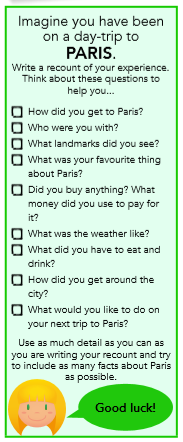 Imagine you have been
on a day-trip to
PARIS.
Write a recount of your experience.
Think about these questions to
help you...
How did you get to Paris?
Who were you with?
What landmarks did you see?
What was your favourite thing
about Paris?
Did you buy anything? What
money did you use to pay for
it?
What was the weather like?
What did you have to eat and
drink?
How did you get around the
city?
What would you like to do on
your next trip to Paris?
Use as much detail as you can as
you are writing your recount and try
to include as many facts about Paris
as possible.
Good luck!